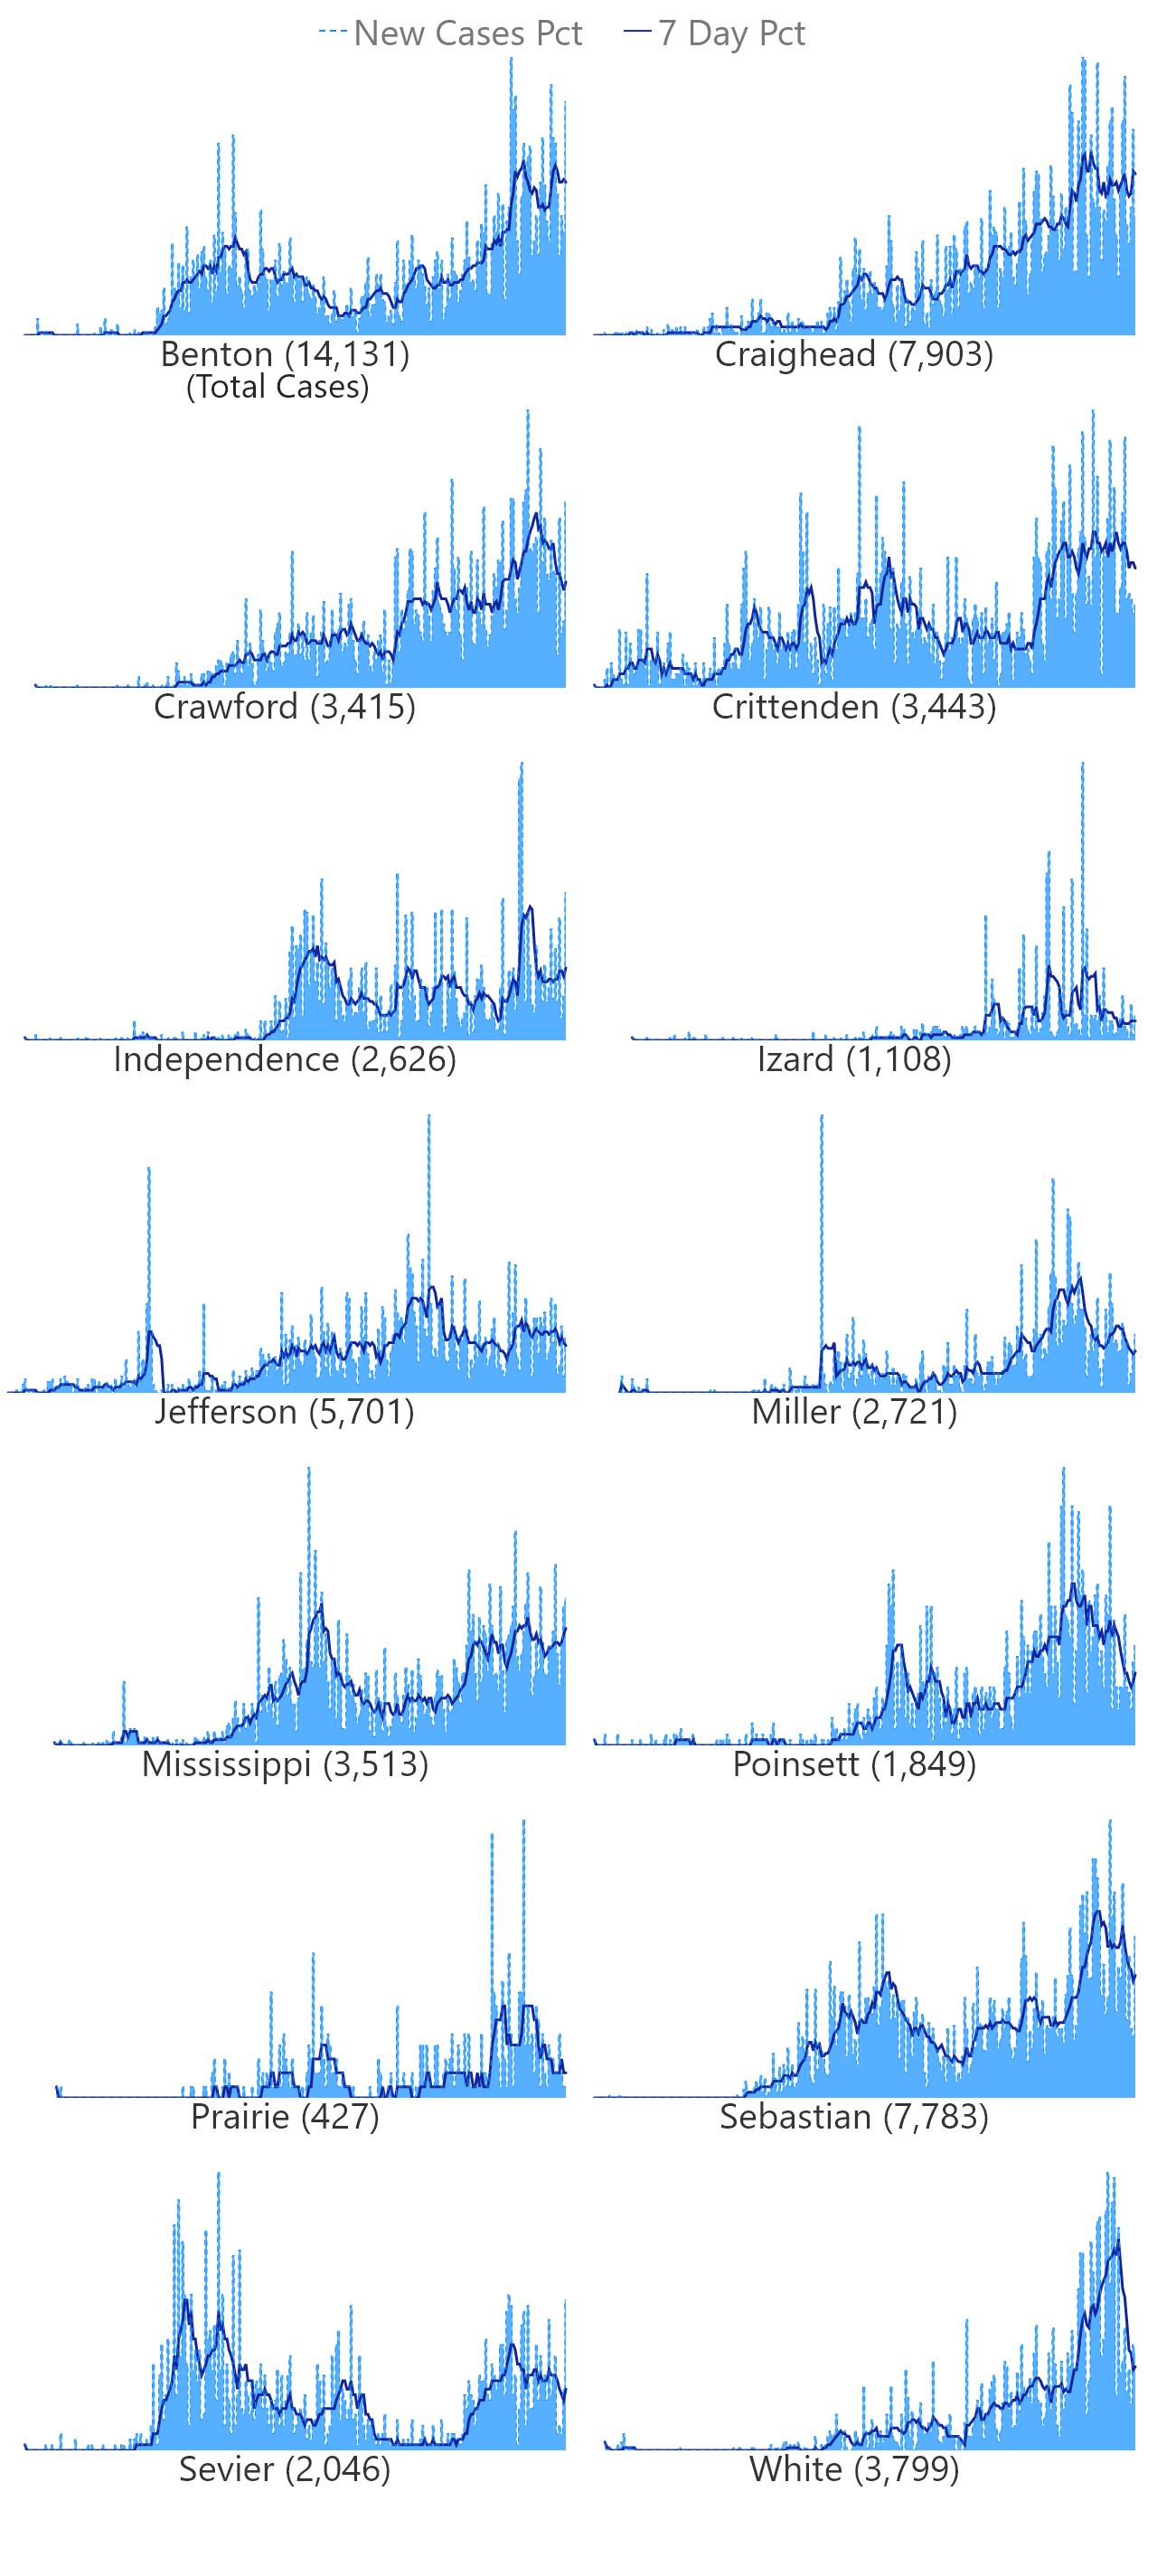 New Cases Pct 7 Day Pct
Benton (14,131) Craighead (7,903)
(Total Cases)
Crawford (3,415) Crittenden (3,443)
Independence (2,626) Izard (1,108)
Jefferson (5,701) Miller (2,721)
Mississippi (3,513) Poinsett (1,849)
Prairie (427) Sebastian (7,783)
Sevier (2,046) White (3,799)